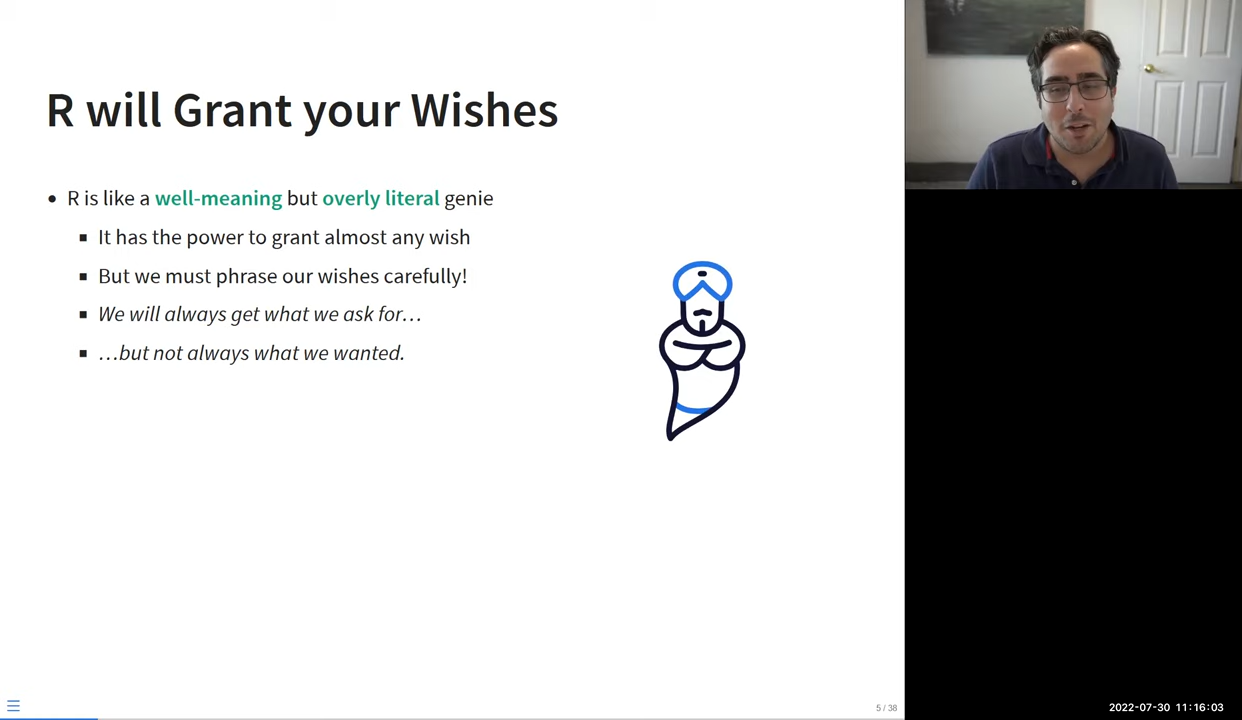 R will Grant your Wishes
• R is like a well-meaning but overly literal genie
▪ It has the power to grant almost any wish
▪ But we must phrase our wishes carefully!
▪ We will always get what we ask for…
▪ …but not always what we wanted.
5 / 38
2022-07-30 11:16:03